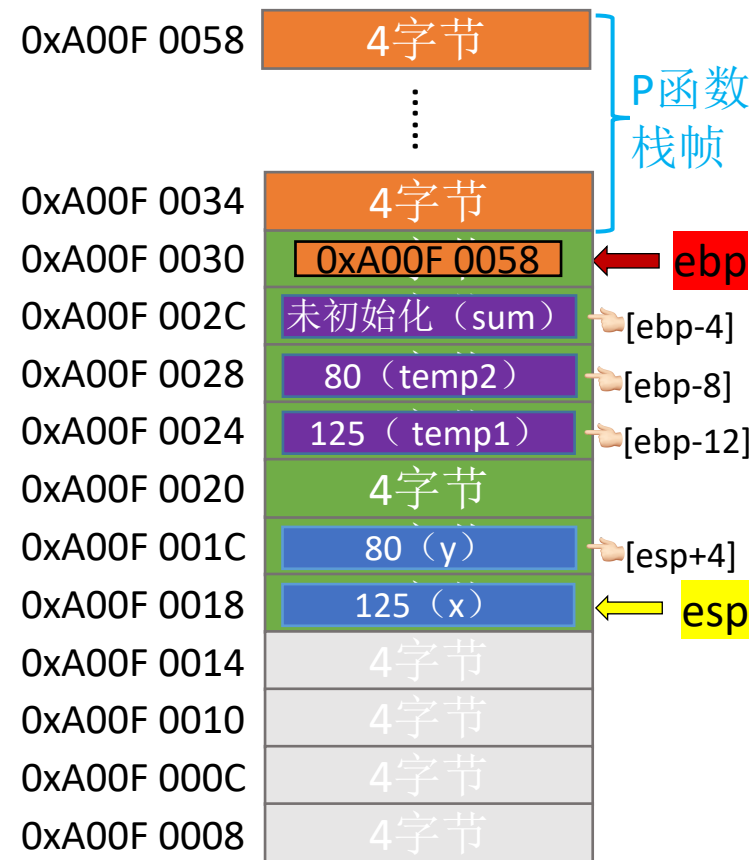 0xA00F 0058 4字节
P函数
栈帧
0xA00F 0034 4字节
0xA00F 0030 0xA00F 0058 ebp
0xA00F 002C 未初始化（sum） [ebp-4]
0xA00F 0028 80（temp2） [ebp-8]
0xA00F 0024 125（ temp1） [ebp-12]
0xA00F 0020 4字节
0xA00F 001C 80（y） [esp+4]
0xA00F 0018 125（x） esp
0xA00F 0014 4字节
0xA00F 0010 4字节
0xA00F 000C 4字节
0xA00F 0008 4字节